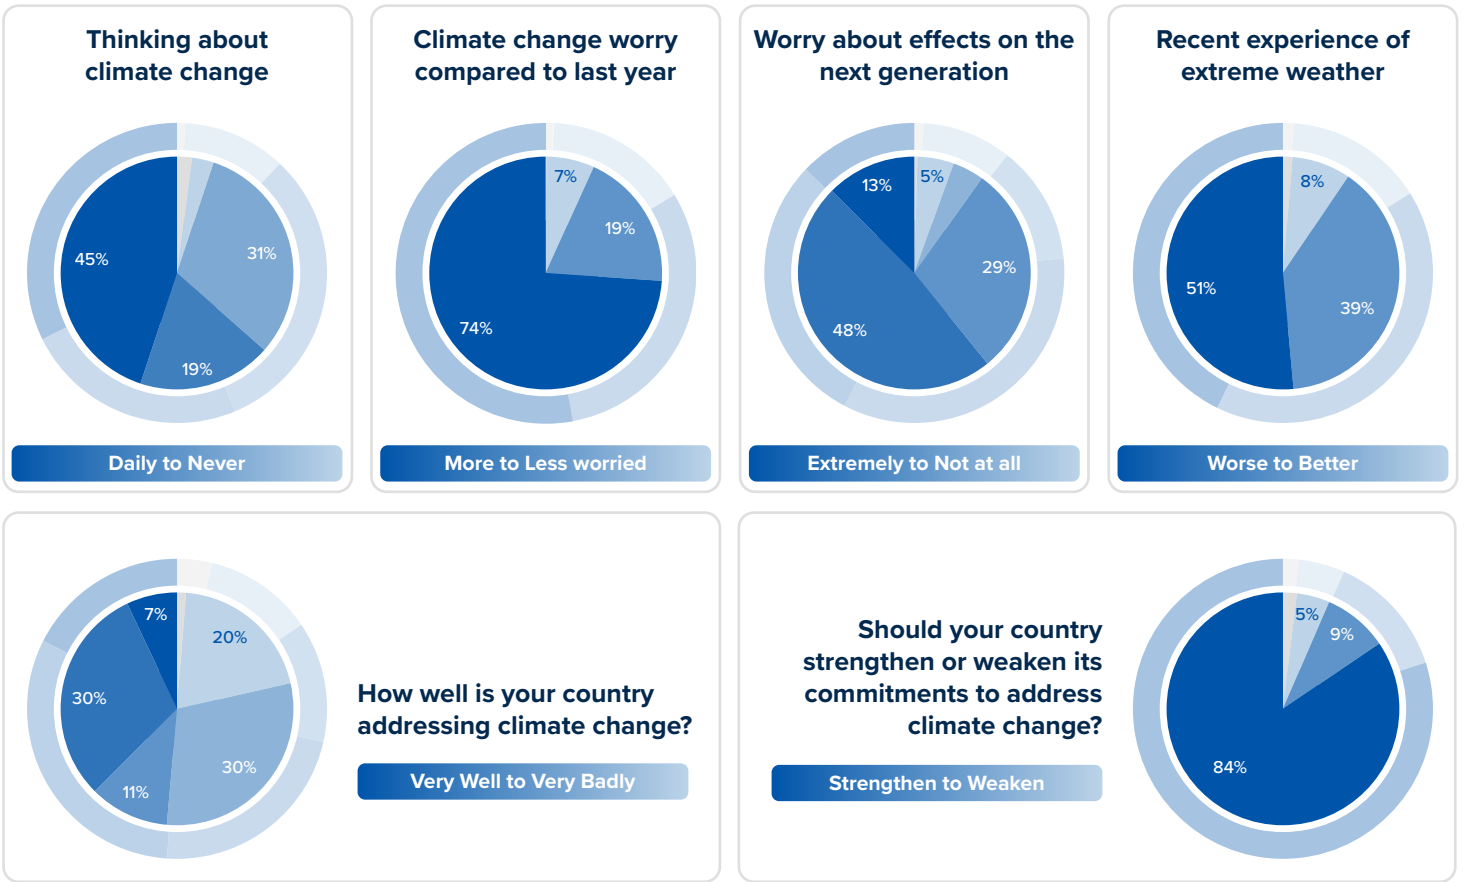 Thinking about
climate change
45%
31%
19%
Daily to Never
Climate change worry
compared to last year
7%
19%
74%
More to Less worried
Worry about effects on the
next generation
13%
5%
29%
48%
Extremely to Not at all
Recent experience of
extreme weather
8%
51%
39%
Worse to Better
7%
20%
30%
30%
11%
How well is your country
addressing climate change?
Very Well to Very Badly
Should your country
strengthen or weaken its
commitments to address
climate change?
Strengthen to Weaken
5%
9%
84%